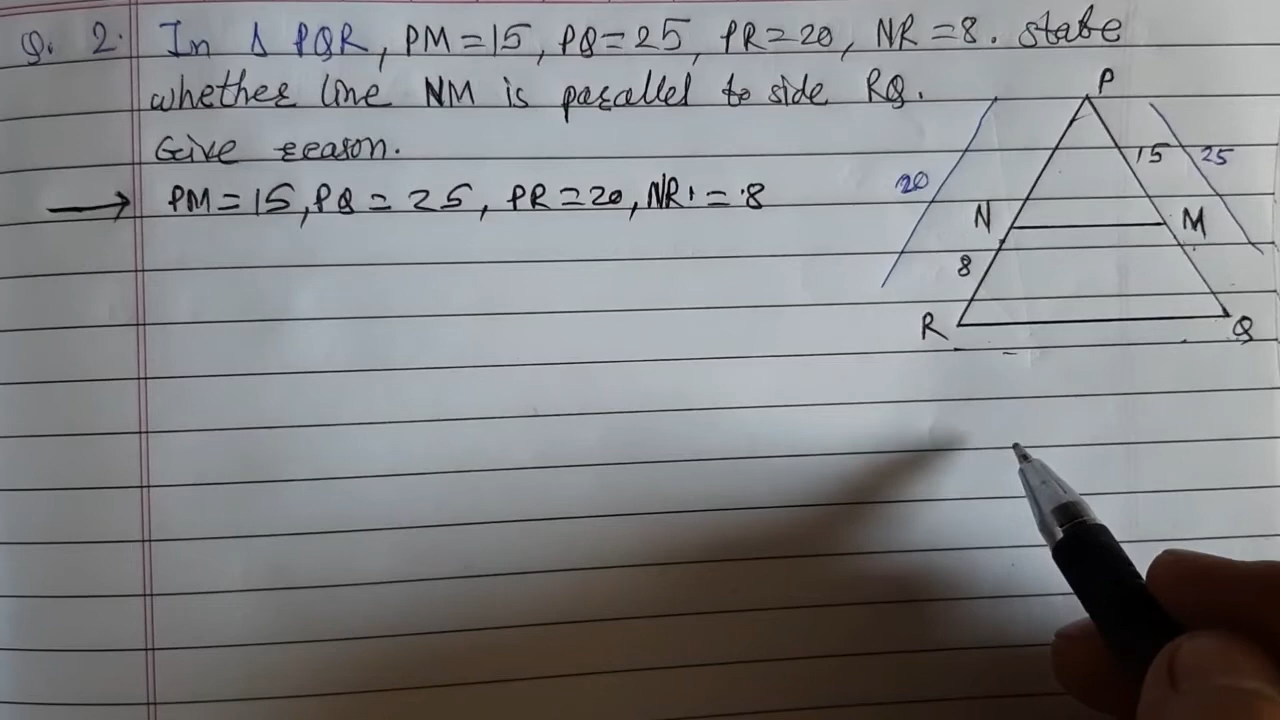 Q. 2. In Δ PQR, PM = 15, PQ = 25, PR = 20, NR = 8. state
whether line NM is parallel to side RQ.
Give reason.
→ PM = 15, PQ = 25, PR = 20, NR = 8
P
15
25
20
N
M
8
R
Q